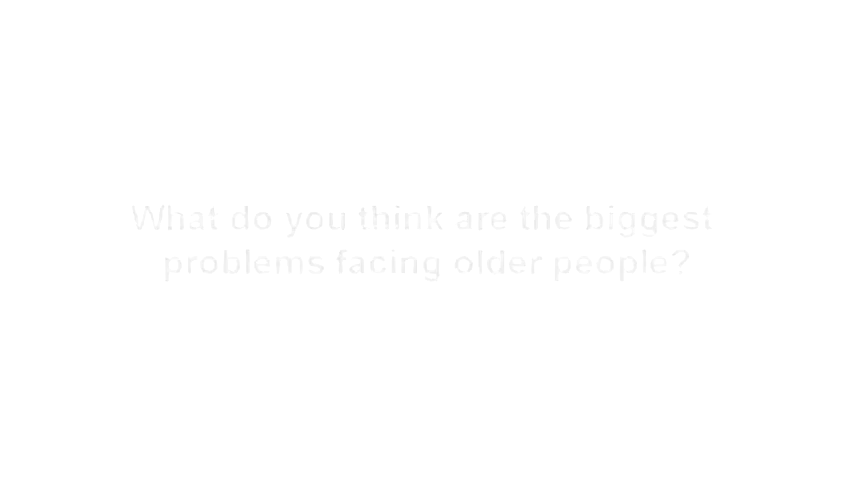 What do you think are the biggest
problems facing older people?